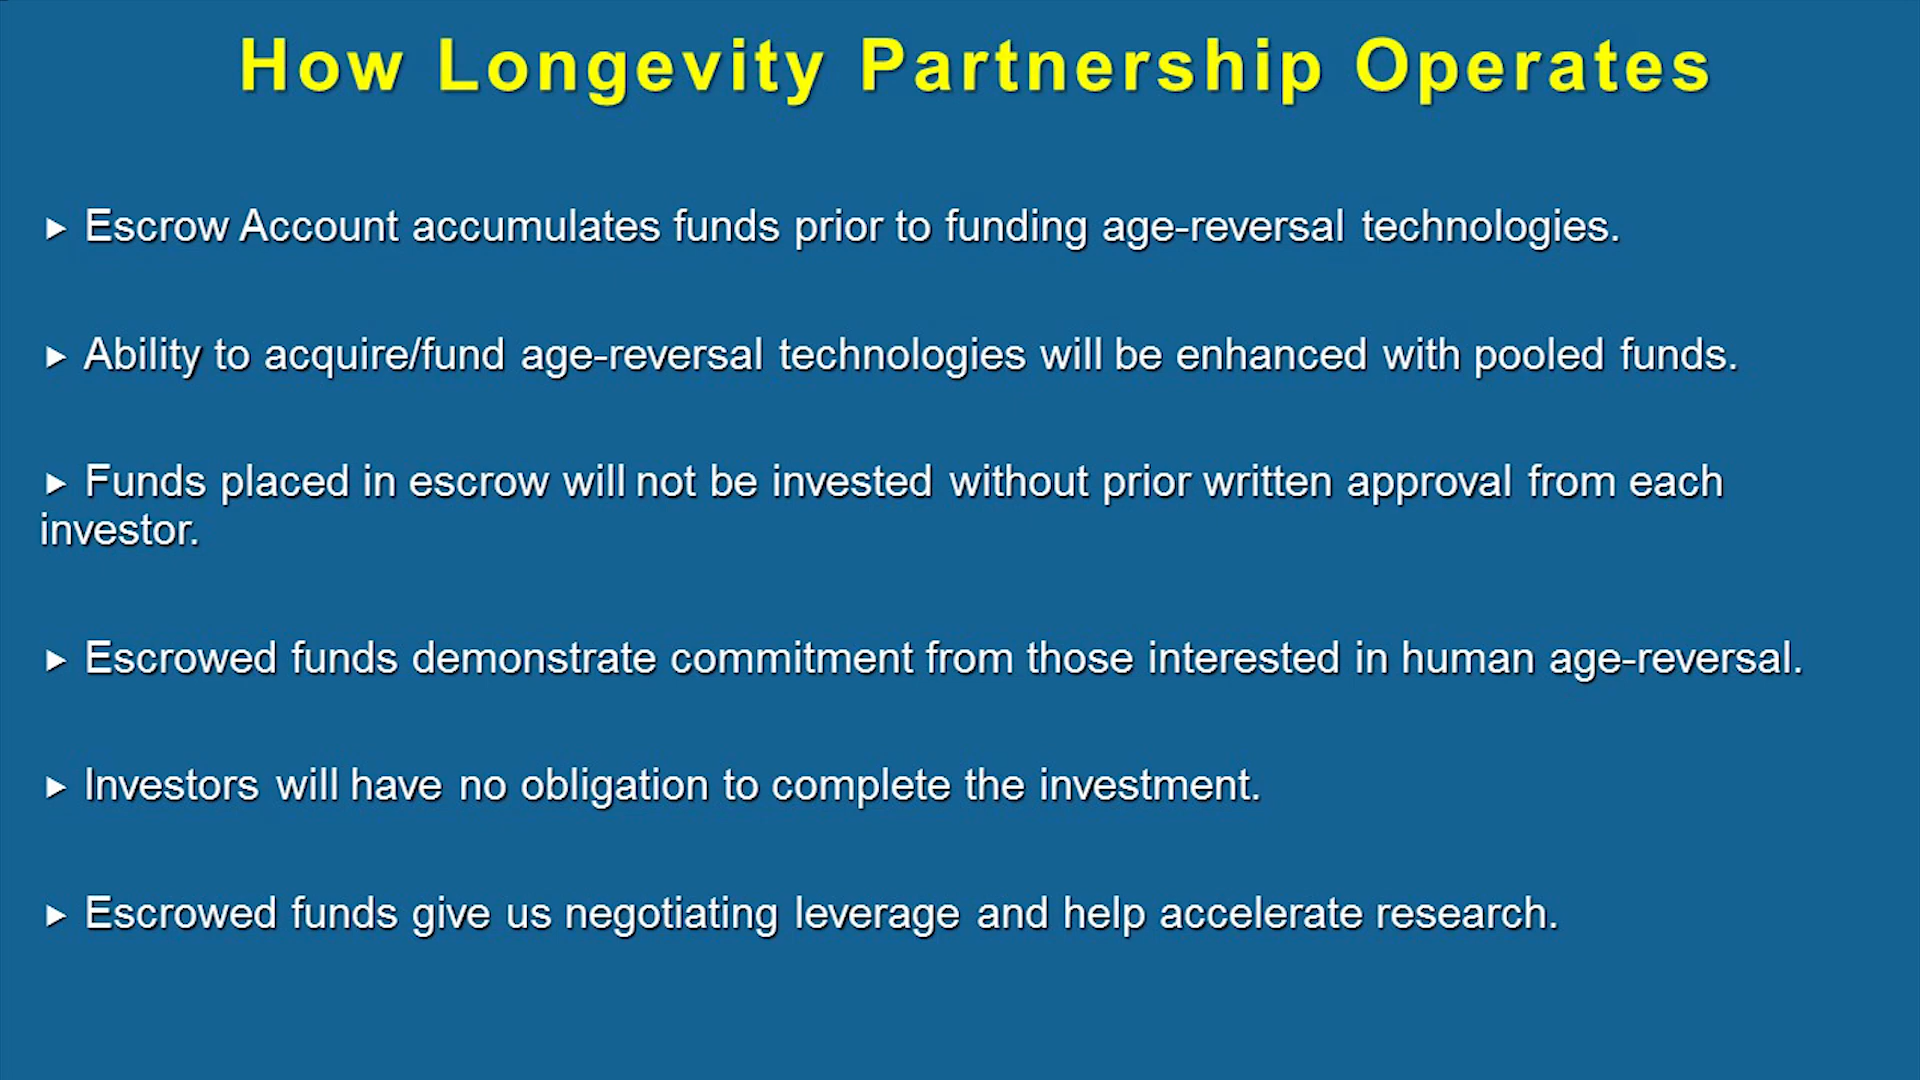 How Longevity Partnership Operates
▶ Escrow Account accumulates funds prior to funding age-reversal technologies.
▶ Ability to acquire/fund age-reversal technologies will be enhanced with pooled funds.
▶ Funds placed in escrow will not be invested without prior written approval from each
investor.
▶ Escrowed funds demonstrate commitment from those interested in human age-reversal.
▶ Investors will have no obligation to complete the investment.
▶ Escrowed funds give us negotiating leverage and help accelerate research.